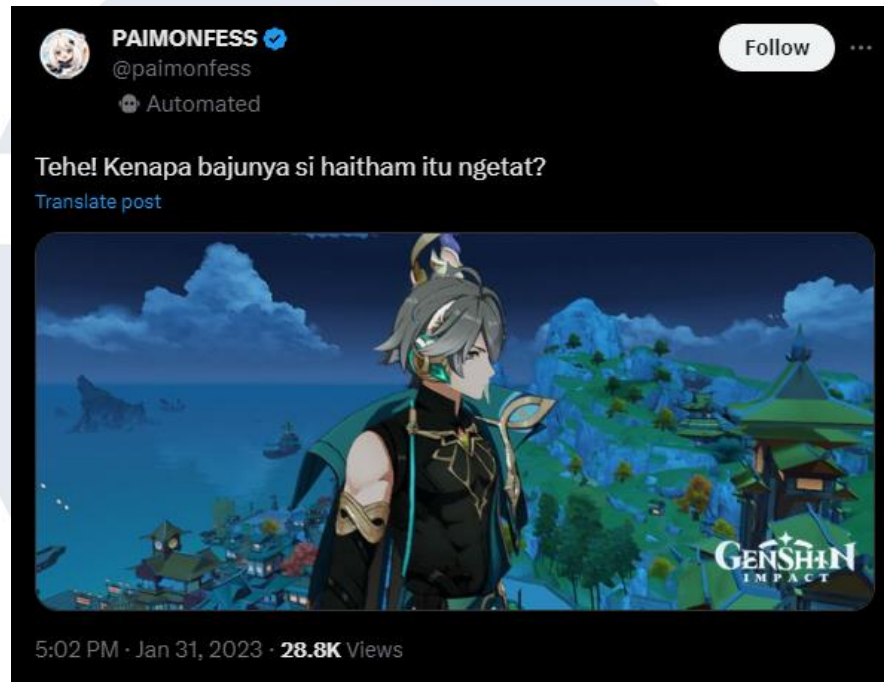 PAIMONFESS
Follow
@paimonfess
Automated
Tehe! Kenapa bajunya si haitham itu ngetat?
Translate post
GENSHIN
IMPACT
5:02 PM · Jan 31, 2023 · 28.8K Views